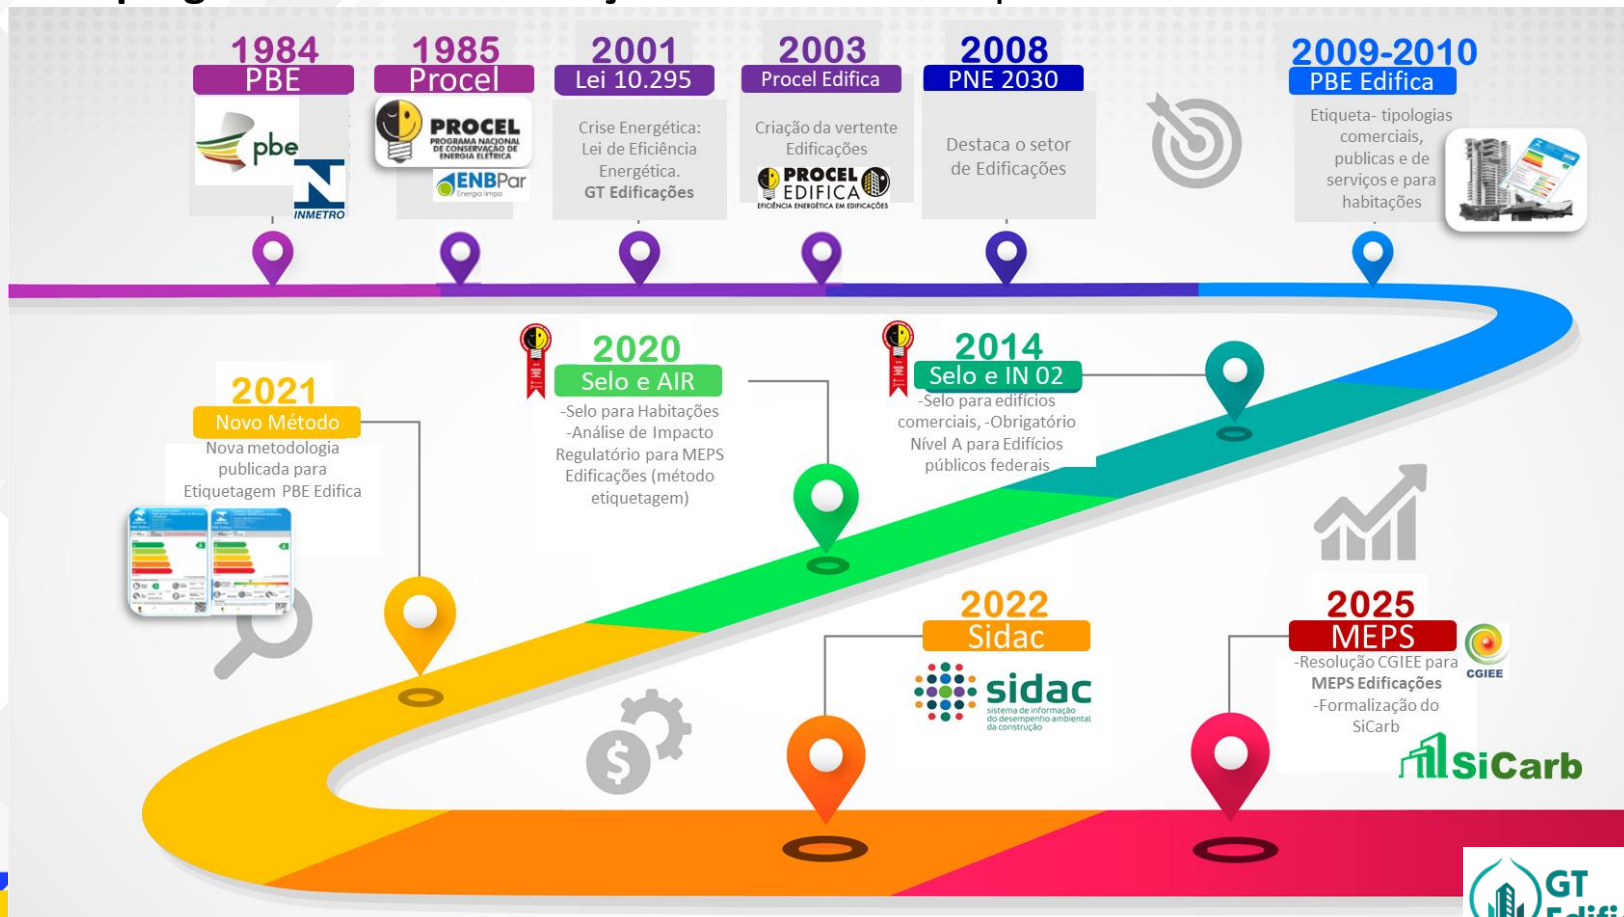 1984
PBE
pbe
INMETRO
1985
Procel
PROCEL
PROGRAMA NACIONAL
DE CONSERVAÇÃO DE
ENERGIA ELÉTRICA
ENBPar
Energia limpa
2001
Lei 10.295
Crise Energética:
Lei de Eficiência
Energética.
GT Edificações
2003
Procel Edifica
Criação da vertente
Edificações
PROCEL
EDIFICA
EFICIÊNCIA ENERGÉTICA EM EDIFICAÇÕES
2008
PNE 2030
Destaca o setor
de Edificações
2009-2010
PBE Edifica
Etiqueta- tipologias
comerciais,
publicas e de
serviços e para
habitações
2014
Selo e IN 02
-Selo para edifícios
comerciais, -Obrigatório
Nível A para Edifícios
públicos federais
2020
Selo e AIR
-Selo para Habitações
-Análise de Impacto
Regulatório para MEPS
Edificações (método
etiquetagem)
2021
Novo Método
Nova metodologia
publicada para
Etiquetagem PBE Edifica
2022
Sidac
sidac
sistema de informação
do desempenho ambiental
da construção
2025
MEPS
-Resolução CGIEE para
MEPS Edificações
-Formalização do
SiCarb
CGIEE
SiCarb
GT